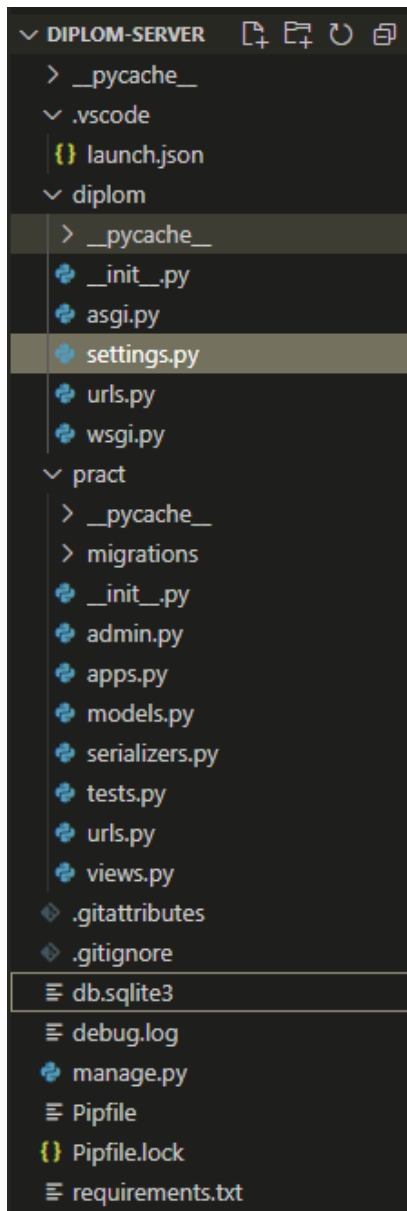 DIPLOM-SERVER
__pycache__
.vscode
{} launch.json
diplom
__pycache__
__init__.py
asgi.py
settings.py
urls.py
wsgi.py
pract
__pycache__
migrations
__init__.py
admin.py
apps.py
models.py
serializers.py
tests.py
urls.py
views.py
.gitattributes
.gitignore
db.sqlite3
debug.log
manage.py
Pipfile
{} Pipfile.lock
requirements.txt